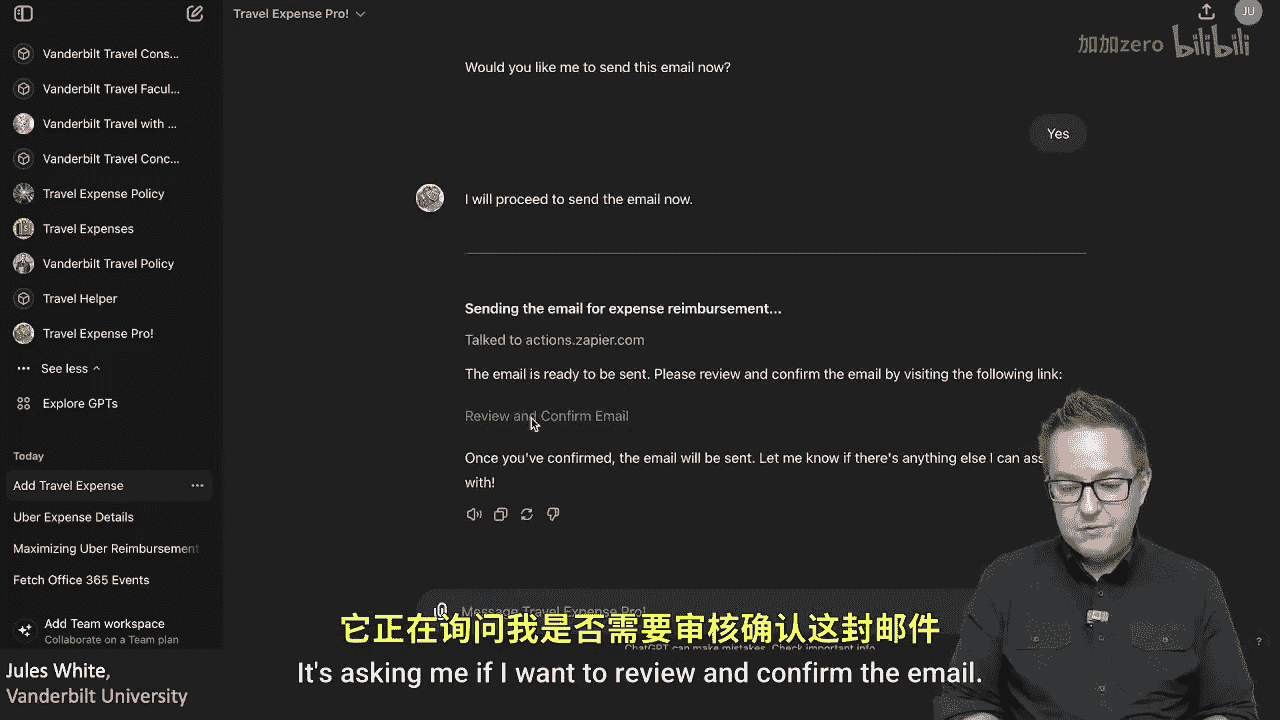 Travel Expense Pro!
JU
加加zero bilibili
Vanderbilt Travel Cons...
Vanderbilt Travel Facul...
Vanderbilt Travel with ...
Vanderbilt Travel Conc...
Travel Expense Policy
Travel Expenses
Vanderbilt Travel Policy
Travel Helper
Travel Expense Pro!
See less
Explore GPTs
Today
Add Travel Expense
Uber Expense Details
Maximizing Uber Reimbursement
Fetch Office 365 Events
Add Team workspace
Collaborate on a Team plan
Would you like me to send this email now?
Yes
I will proceed to send the email now.
Sending the email for expense reimbursement...
Talked to actions.zapier.com
The email is ready to be sent. Please review and confirm the email by visiting the following link:
Review and Confirm Email
Once you've confirmed, the email will be sent. Let me know if there's anything else I can
with!
Message Travel Expense Pro!
ChatGPT can make mistakes. Check important info.
?
它正在询问我是否需要审核确认这封邮件
It's asking me if I want to review and confirm the email.
Jules White,
Vanderbilt University